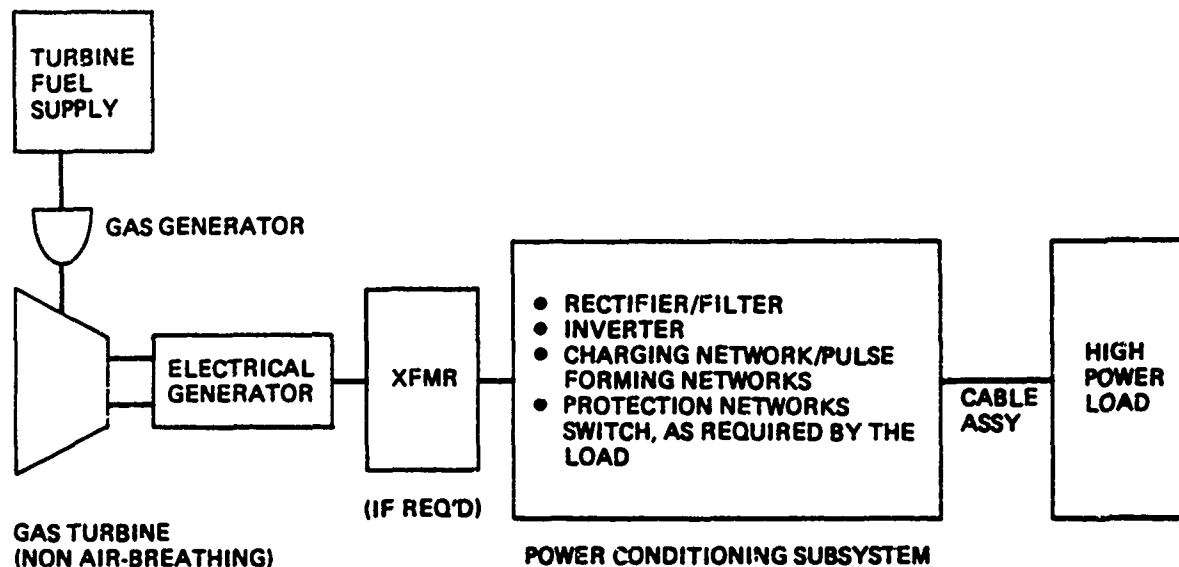 TURBINE
FUEL
SUPPLY
GAS GENERATOR
ELECTRICAL
GENERATOR
XFMR
(IF REQ'D)
GAS TURBINE
(NON AIR-BREATHING)
● RECTIFIER/FILTER
● INVERTER
● CHARGING NETWORK/PULSE
FORMING NETWORKS
● PROTECTION NETWORKS
SWITCH, AS REQUIRED BY THE
LOAD
POWER CONDITIONING SUBSYSTEM
CABLE
ASSY
HIGH
POWER
LOAD